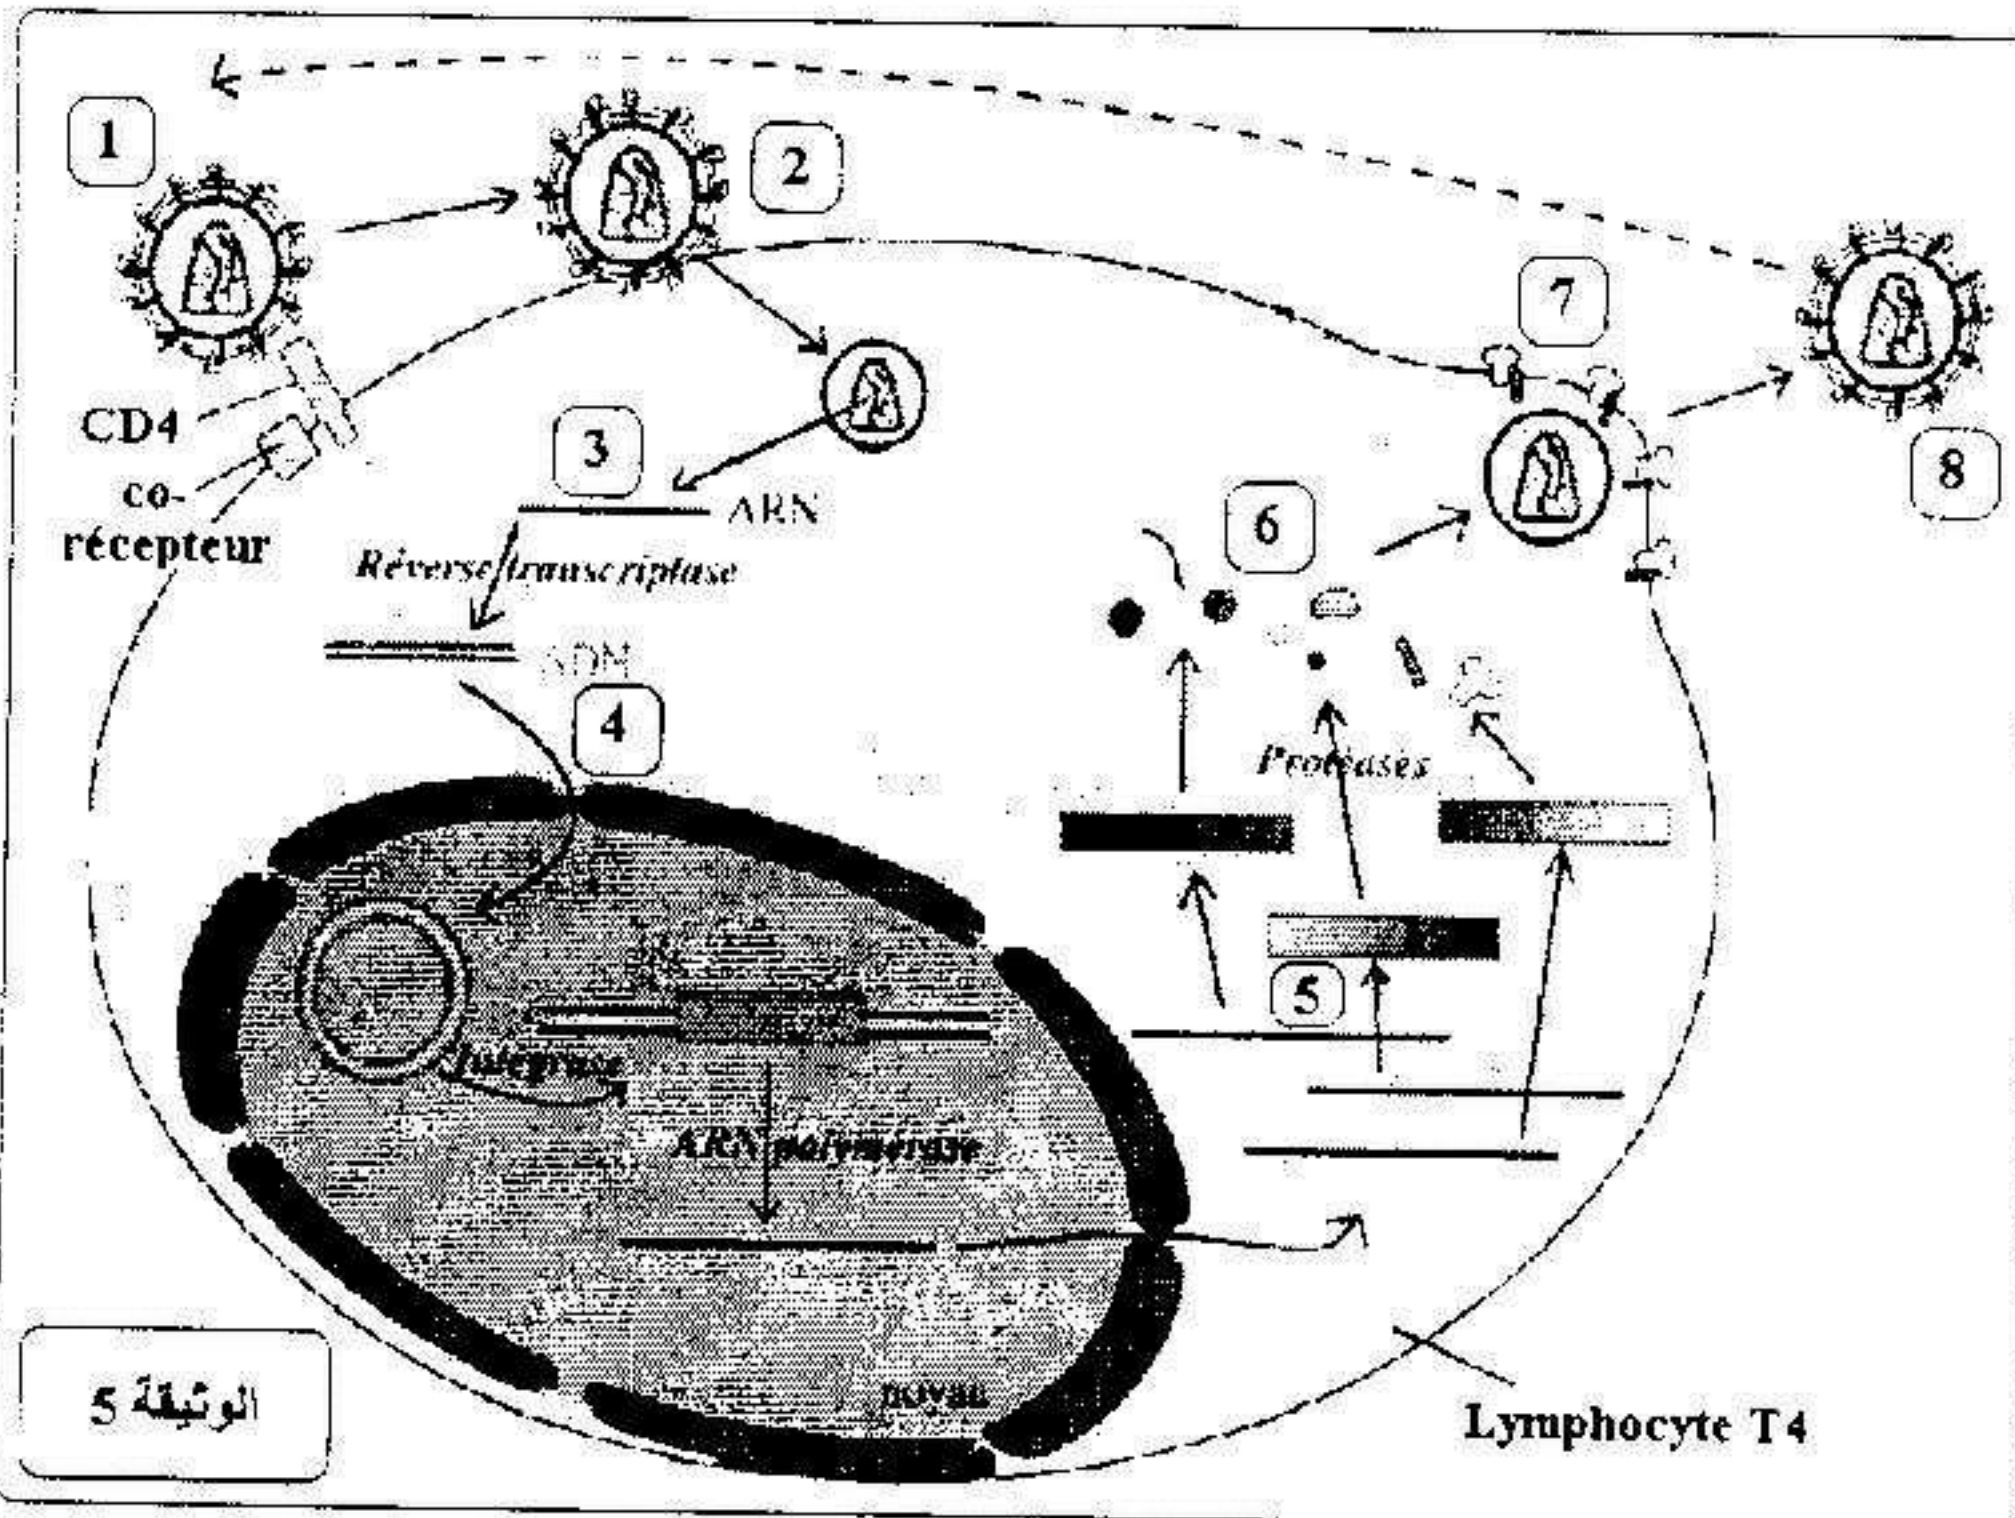 1
2
7
8
CD4
co-
récepteur
3
ARN
Réverse transcriptase
6
4
Protéases
5
Intégrase
ARN polymérase
noyau
Lymphocyte T4
الوثيقة 5